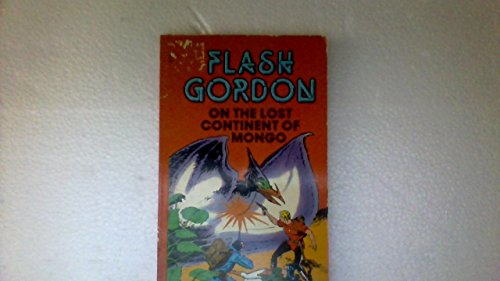 FLASH
GORDON
ON THE LOST
CONTINENT OF
MONGO